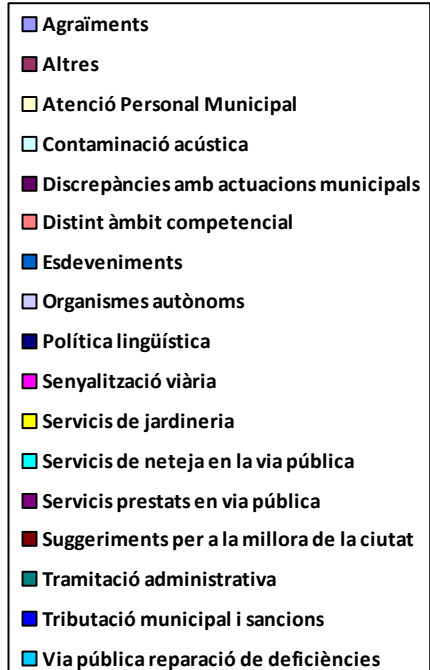 Agraïments
Altres
Atenció Personal Municipal
Contaminació acústica
Discrepàncies amb actuacions municipals
Distint àmbit competencial
Esdeveniments
Organismes autònoms
Política lingüística
Senyalització viària
Servicis de jardineria
Servicis de neteja en la via pública
Servicis prestats en via pública
Suggeriments per a la millora de la ciutat
Tramitació administrativa
Tributació municipal i sancions
Via pública reparació de deficiències